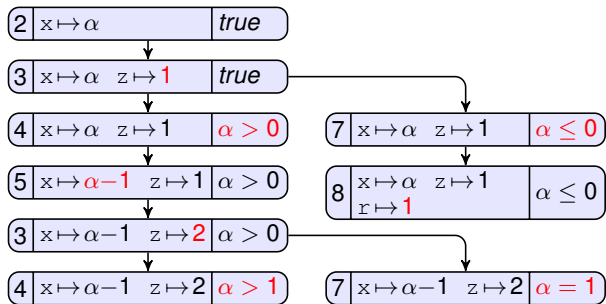 2 x↦α true
3 x↦α z↦1 true
4 x↦α z↦1 α > 0
7 x↦α z↦1 α ≤ 0
5 x↦α−1 z↦1 α > 0
8 x↦α z↦1 α ≤ 0
r↦1
3 x↦α−1 z↦2 α > 0
4 x↦α−1 z↦2 α > 1
7 x↦α−1 z↦2 α = 1